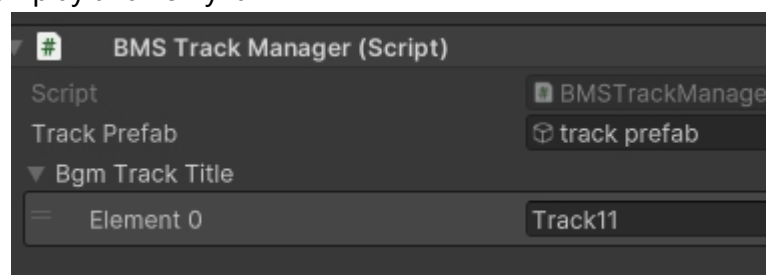 # BMS Track Manager (Script)
Script BMSTrackManage
Track Prefab track prefab
Bgm Track Title
Element 0 Track11